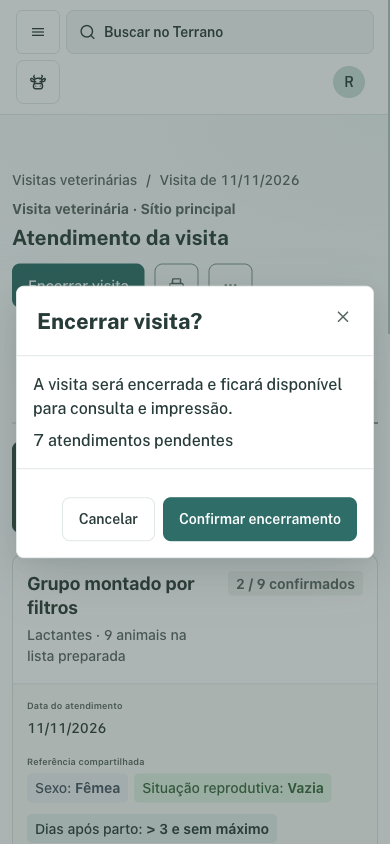 Buscar no Terrano
R
Visitas veterinárias / Visita de 11/11/2026
Visita veterinária · Sítio principal
Atendimento da visita
Encerrar visita
Encerrar visita?
A visita será encerrada e ficará disponível
para consulta e impressão.
7 atendimentos pendentes
Cancelar
Confirmar encerramento
Grupo montado por
filtros
2 / 9 confirmados
Lactantes · 9 animais na
lista preparada
Data do atendimento
11/11/2026
Referência compartilhada
Sexo: Fêmea
Situação reprodutiva: Vazia
Dias após parto: > 3 e sem máximo